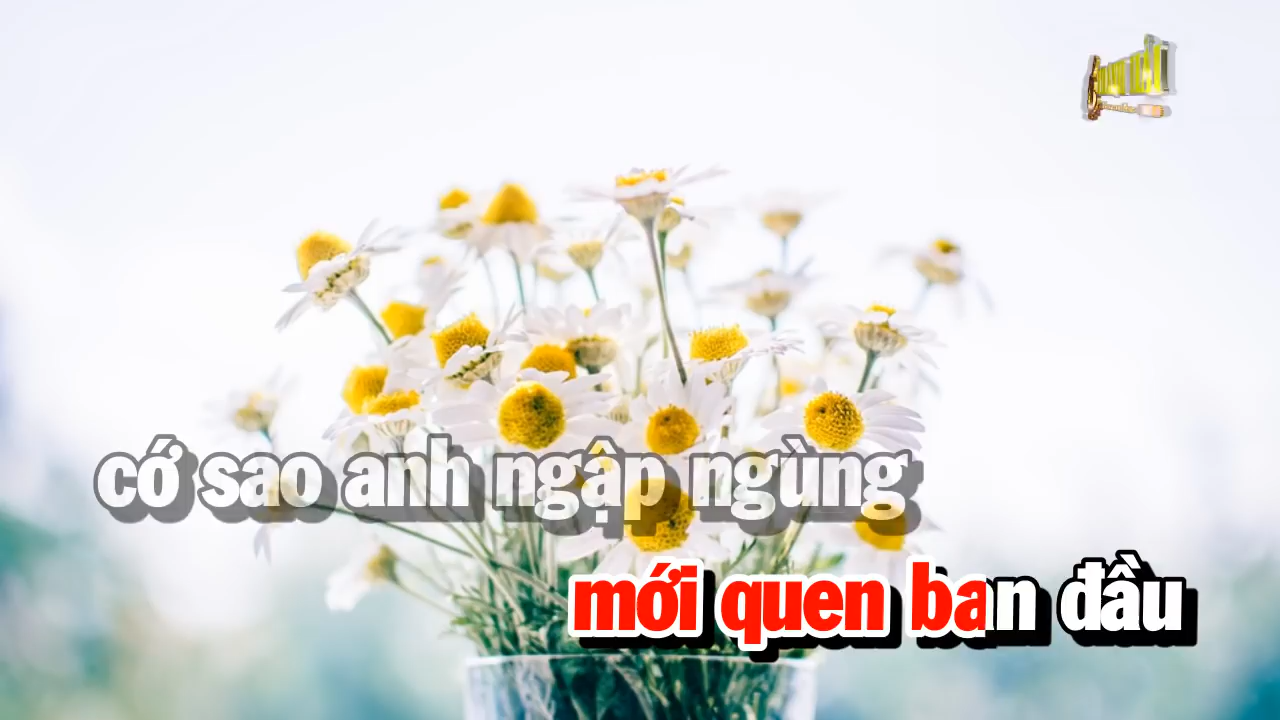 cớ sao anh ngập ngừng
mới quen ban đầu